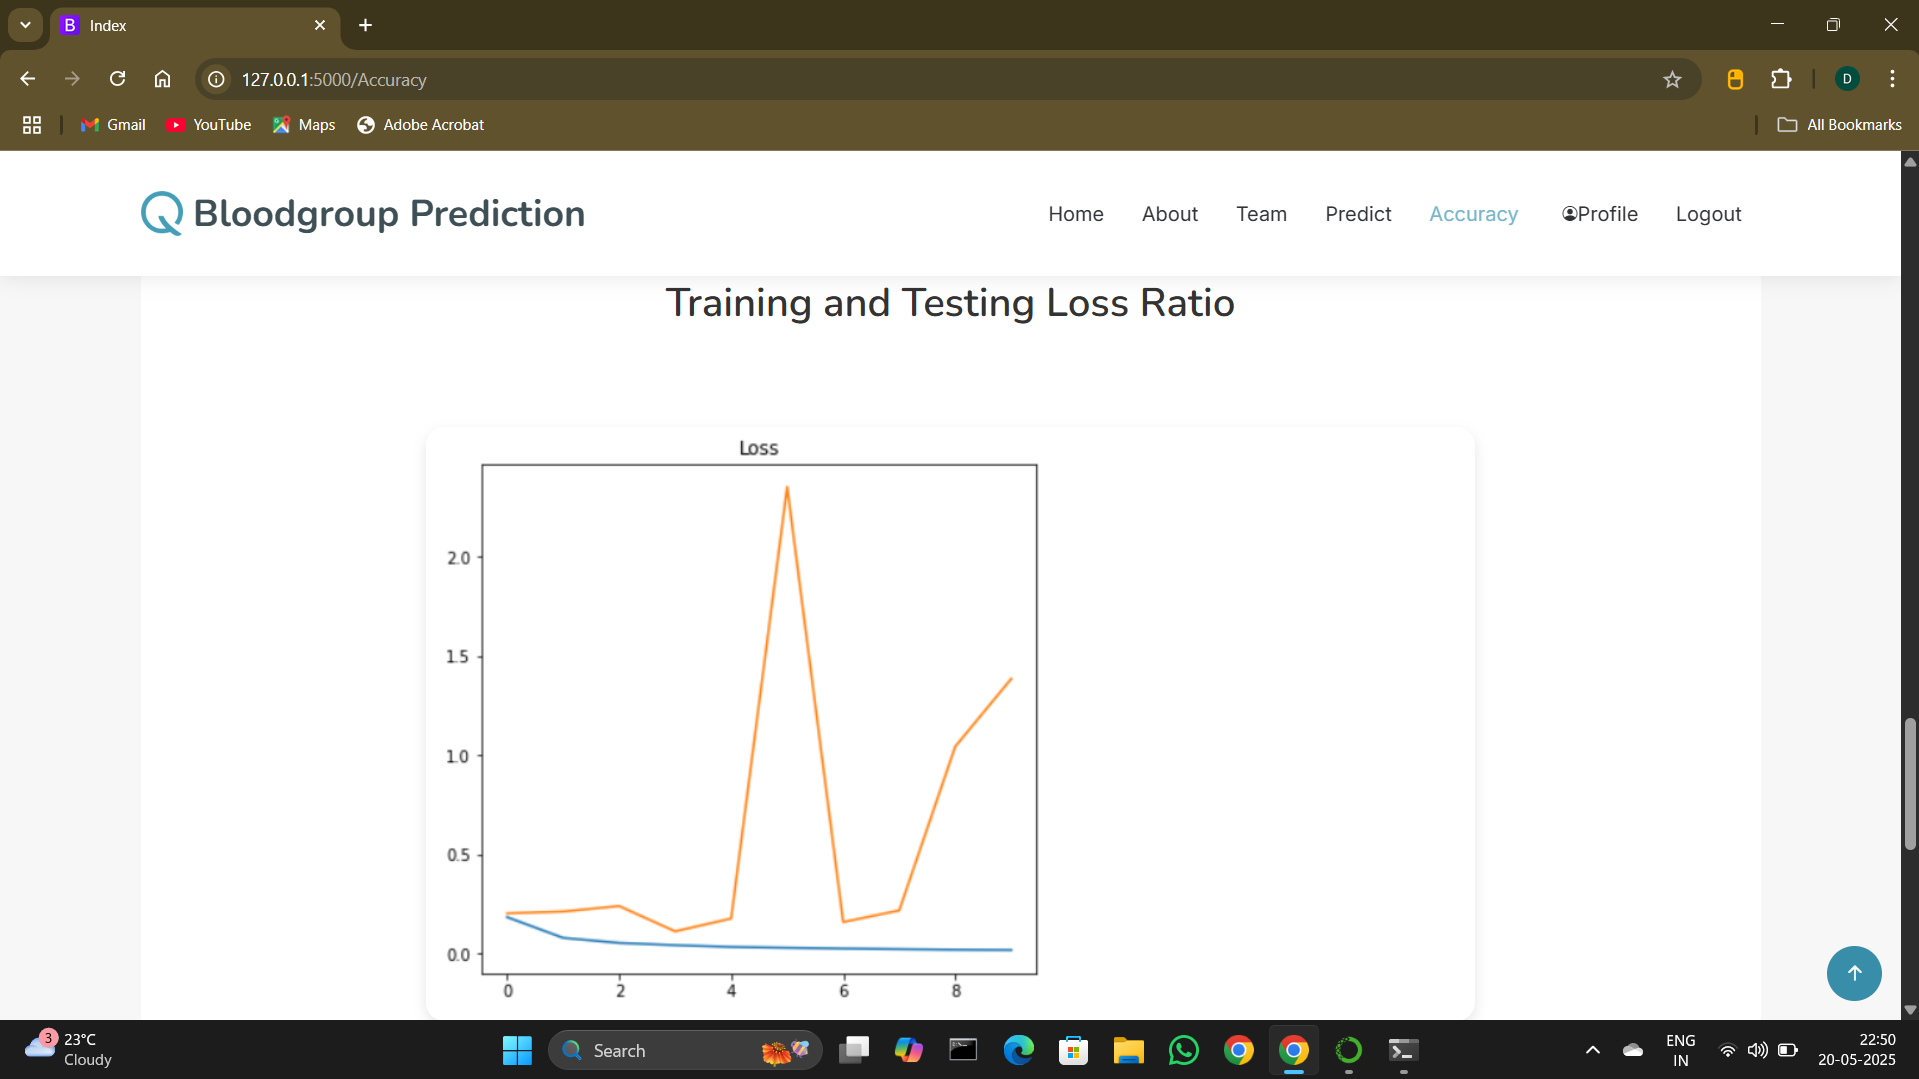 B Index
127.0.0.1:5000/Accuracy
Gmail YouTube Maps Adobe Acrobat All Bookmarks
D
Bloodgroup Prediction
Home About Team Predict Accuracy Profile Logout
Training and Testing Loss Ratio
Loss
2.0
1.5
1.0
0.5
0.0
0 2 4 6 8
3 23°C
Cloudy
Search
ENG
IN
22:50
20-05-2025